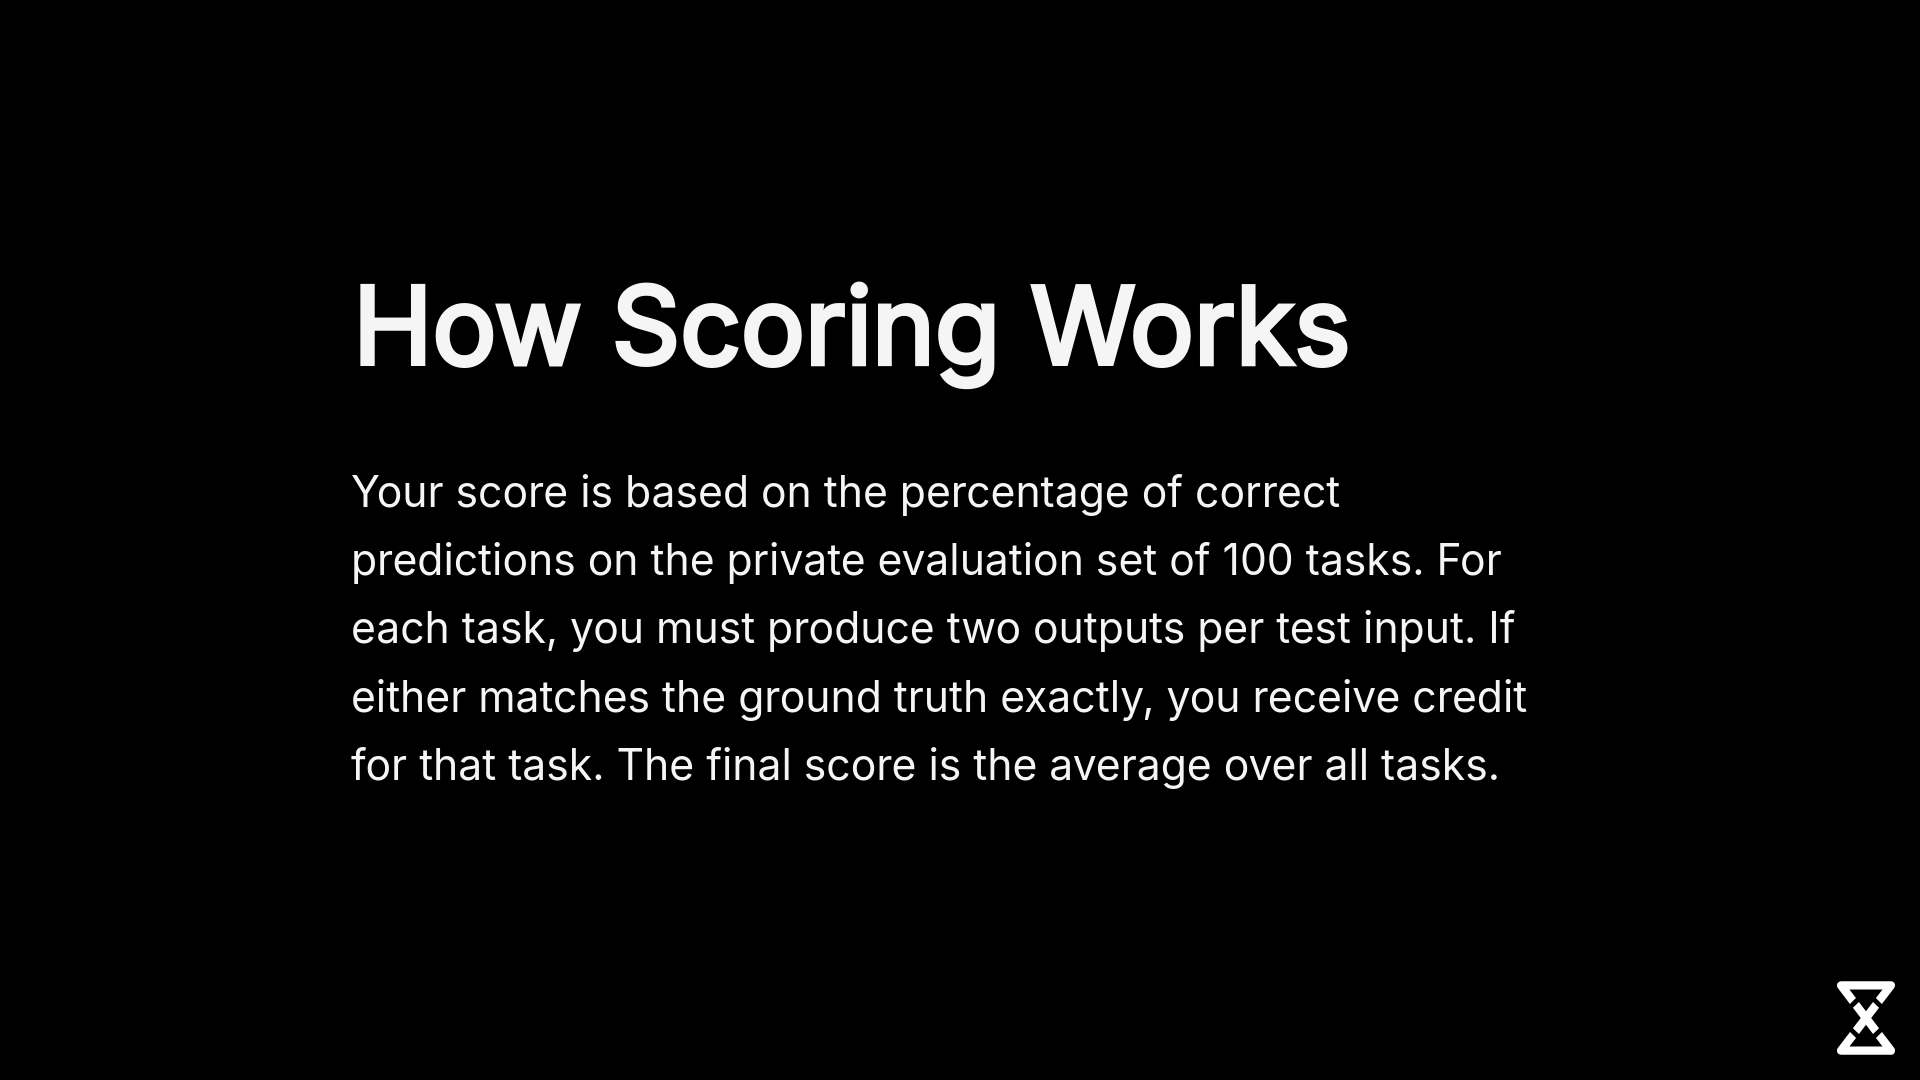 How Scoring Works
Your score is based on the percentage of correct
predictions on the private evaluation set of 100 tasks. For
each task, you must produce two outputs per test input. If
either matches the ground truth exactly, you receive credit
for that task. The final score is the average over all tasks.